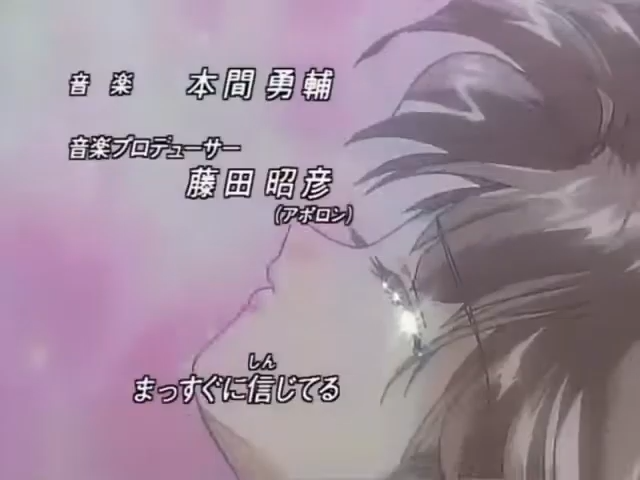 音楽 本間勇輔
音楽プロデューサー
藤田昭彦
(アポロン)
しん
まっすぐに信じてる